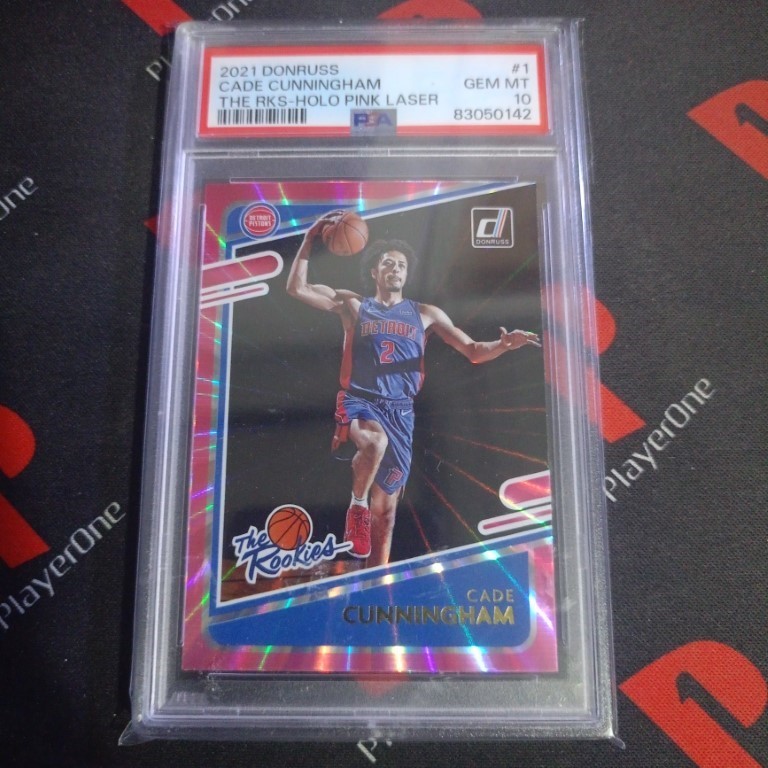 2021 DONRUSS #1
CADE CUNNINGHAM GEM MT
THE RKS-HOLO PINK LASER 10
PSA 83050142
DETROIT PISTONS
d
DONRUSS
DETROIT
2
The Rookies
CADE
CUNNINGHAM
PlayerOne
PlayerOne
PlayerOne
PlayerOne